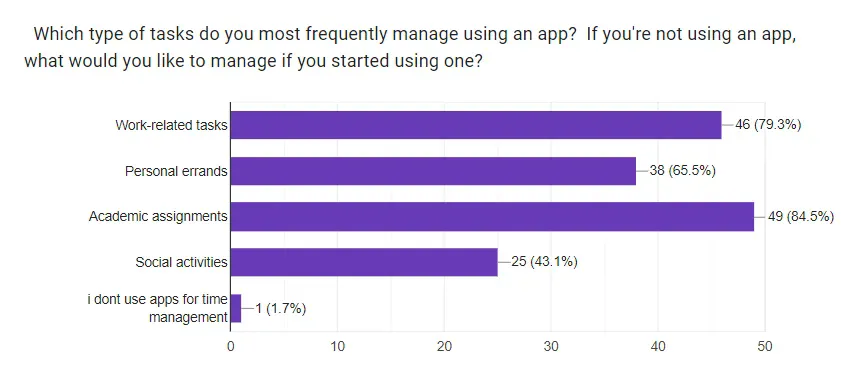 Which type of tasks do you most frequently manage using an app?  If you're not using an app,
what would you like to manage if you started using one?
Work-related tasks
46 (79.3%)
Personal errands
38 (65.5%)
Academic assignments
49 (84.5%)
Social activities
25 (43.1%)
i dont use apps for time
management
1 (1.7%)
0
10
20
30
40
50